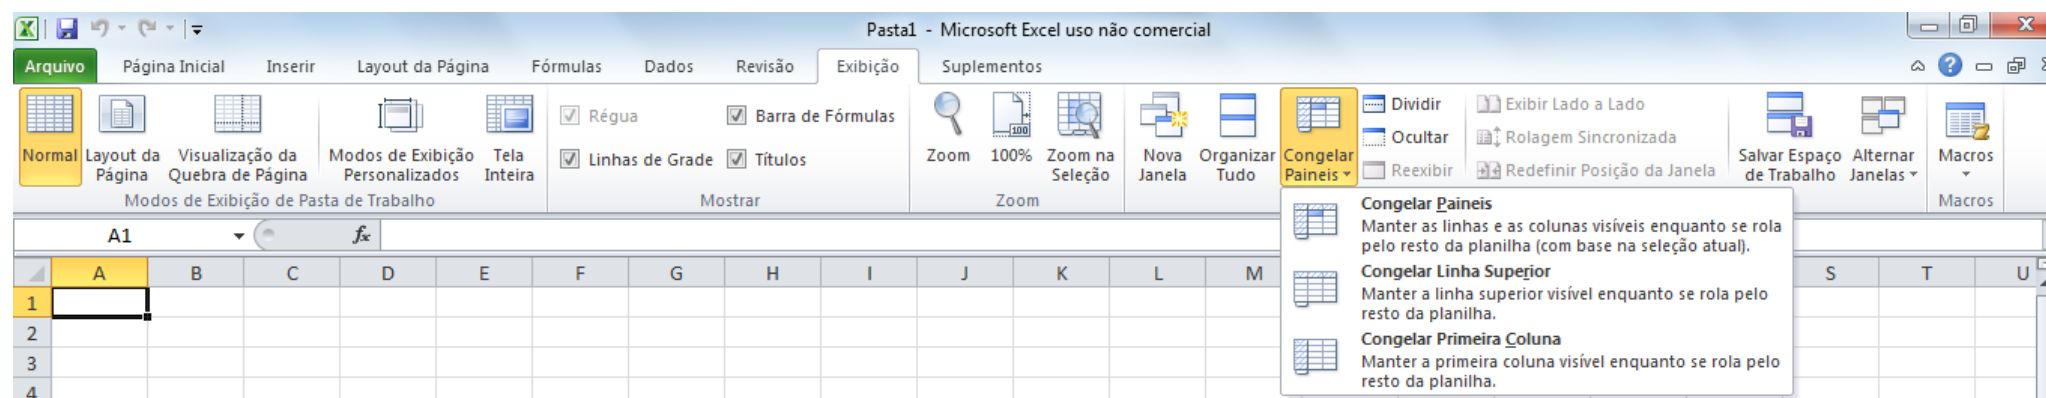 Pasta1 - Microsoft Excel uso não comercial
Arquivo Página Inicial Inserir Layout da Página Fórmulas Dados Revisão Exibição Suplementos
Normal
Layout da Página
Visualização da Quebra de Página
Modos de Exibição Personalizados
Tela Inteira
Modos de Exibição de Pasta de Trabalho
Régua
Barra de Fórmulas
Linhas de Grade
Títulos
Mostrar
Zoom
100
100%
Zoom na Seleção
Zoom
Nova Janela
Organizar Tudo
Congelar Paineis
Dividir
Ocultar
Reexibir
Exibir Lado a Lado
Rolagem Sincronizada
Redefinir Posição da Janela
Salvar Espaço de Trabalho
Alternar Janelas
Macros
Macros
Congelar Paineis
Manter as linhas e as colunas visíveis enquanto se rola
pelo resto da planilha (com base na seleção atual).
Congelar Linha Superior
Manter a linha superior visível enquanto se rola pelo
resto da planilha.
Congelar Primeira Coluna
Manter a primeira coluna visível enquanto se rola pelo
resto da planilha.
A1 fx
A B C D E F G H I J K L M S T U
1
2
3
4